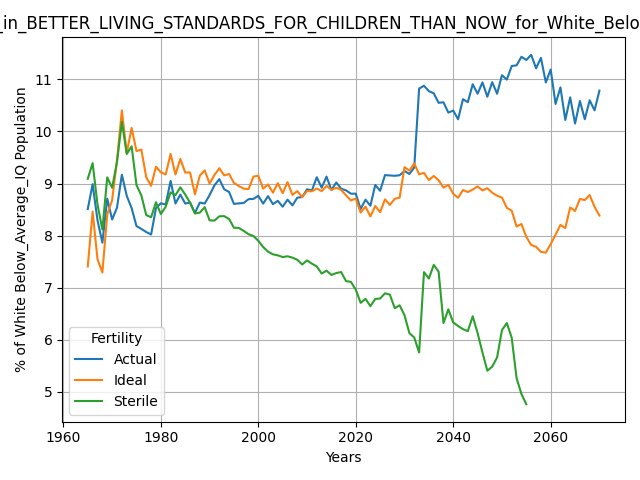 _in_BETTER_LIVING_STANDARDS_FOR_CHILDREN_THAN_NOW_for_White_Belo
% of White Below_Average_IQ Population
11
10
9
8
7
6
5
Fertility
Actual
Ideal
Sterile
1960 1980 2000 2020 2040 2060
Years